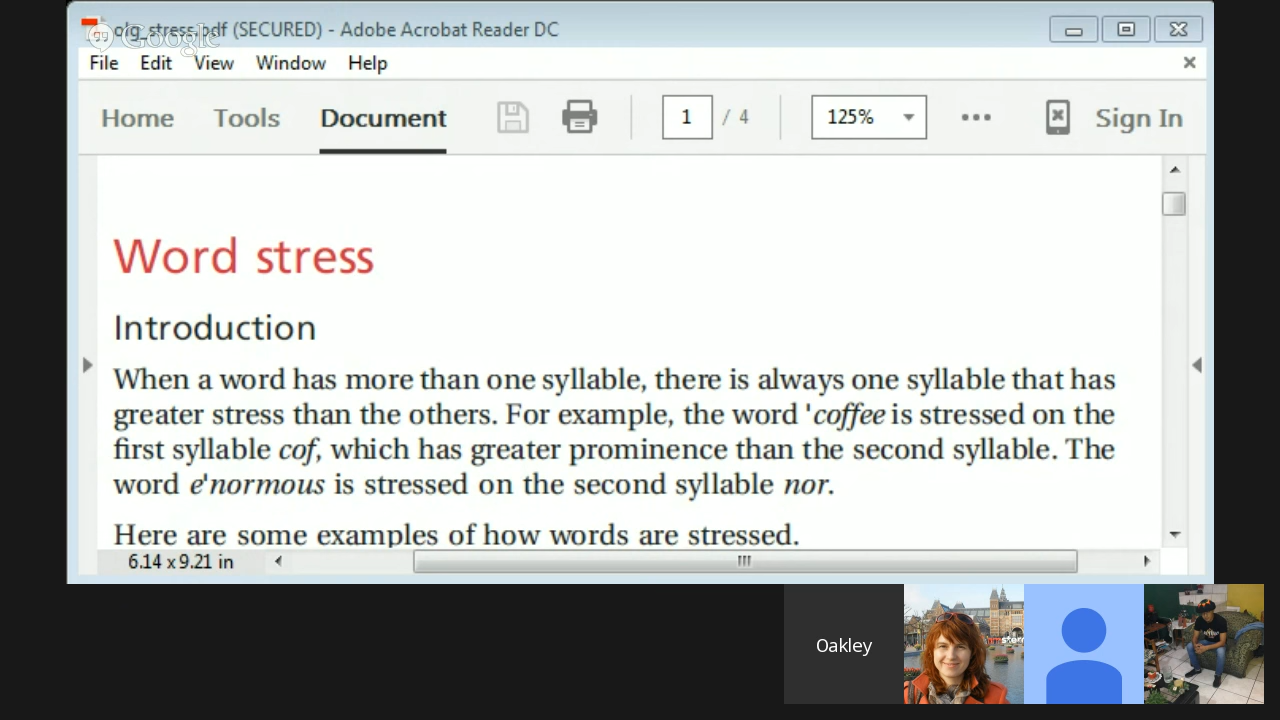 olg_stress.pdf (SECURED) - Adobe Acrobat Reader DC
Google
File Edit View Window Help
Home Tools Document 1 / 4 125% Sign In
Word stress
Introduction
When a word has more than one syllable, there is always one syllable that has
greater stress than the others. For example, the word 'coffee is stressed on the
first syllable cof, which has greater prominence than the second syllable. The
word e'normous is stressed on the second syllable nor.
Here are some examples of how words are stressed.
6.14 x 9.21 in
Oakley